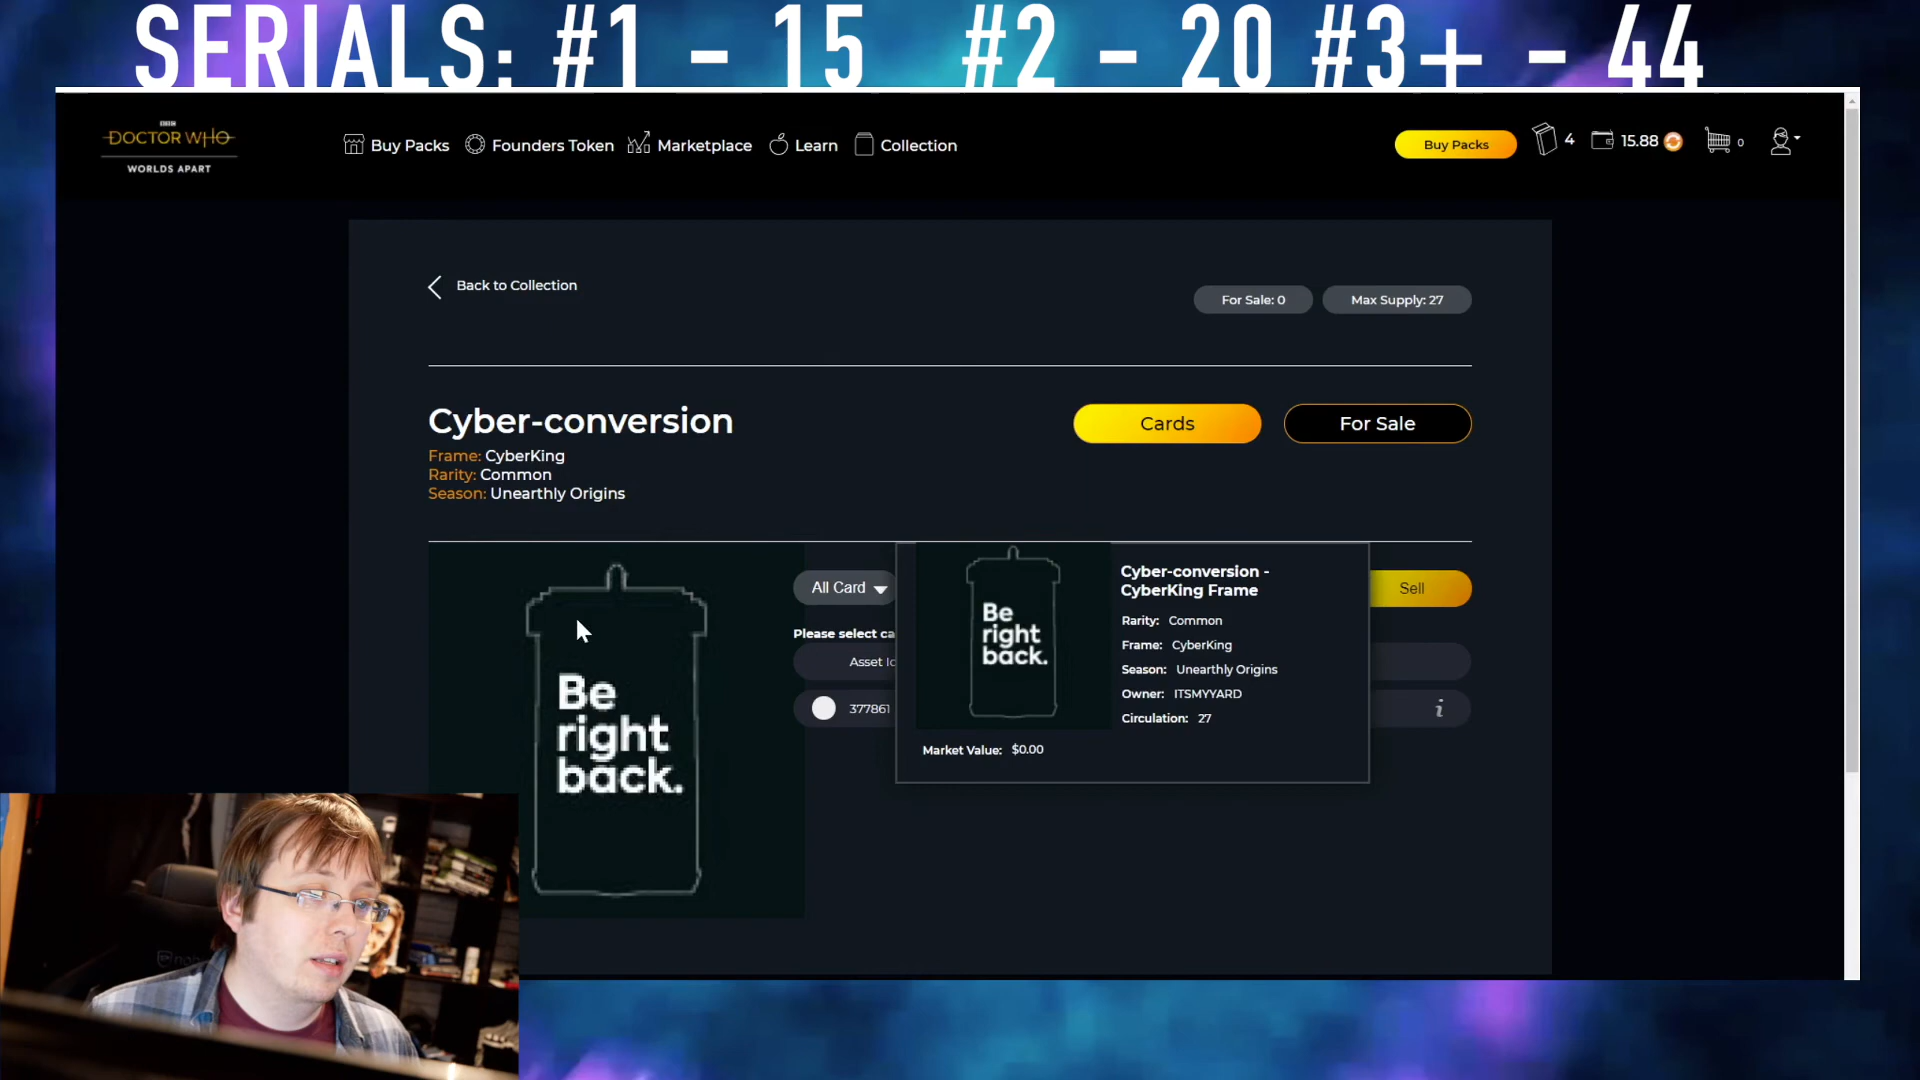 SERIALS: #1 - 15 #2 - 20 #3+ - 44
BBC
DOCTOR WHO
WORLDS APART
Buy Packs
Founders Token
Marketplace
Learn
Collection
Buy Packs
4
15.88
0
Back to Collection
For Sale: 0
Max Supply: 27
Cyber-conversion
Frame: CyberKing
Rarity: Common
Season: Unearthly Origins
Cards
For Sale
Be
right
back.
All Card
Please select ca
Asset Id
377861
Be
right
back.
Cyber-conversion -
CyberKing Frame
Rarity: Common
Frame: CyberKing
Season: Unearthly Origins
Owner: ITSMYYARD
Circulation: 27
Market Value: $0.00
Sell
i